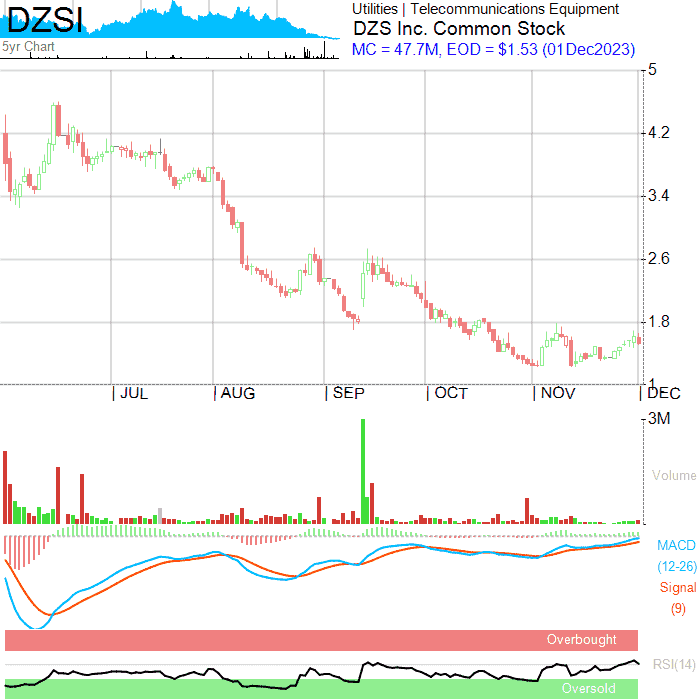 DZSI
5yr Chart
Utilities | Telecommunications Equipment
DZS Inc. Common Stock
MC = 47.7M, EOD = $1.53 (01Dec2023)
5
4.2
3.4
2.6
1.8
1
| JUL | AUG | SEP | OCT | NOV | DEC
3M
Volume
MACD
(12-26)
Signal
(9)
Overbought
RSI(14)
Oversold